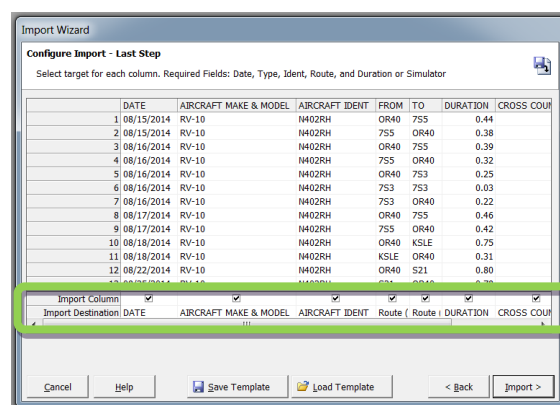 Import Wizard
Configure Import - Last Step
Select target for each column. Required Fields: Date, Type, Ident, Route, and Duration or Simulator
DATE AIRCRAFT MAKE & MODEL AIRCRAFT IDENT FROM TO DURATION CROSS COUN
1 08/15/2014 RV-10 N402RH OR40 7S5 0.44
2 08/15/2014 RV-10 N402RH 7S5 OR40 0.38
3 08/16/2014 RV-10 N402RH OR40 7S5 0.39
4 08/16/2014 RV-10 N402RH 7S5 OR40 0.32
5 08/16/2014 RV-10 N402RH OR40 7S3 0.25
6 08/16/2014 RV-10 N402RH 7S3 7S3 0.03
7 08/16/2014 RV-10 N402RH 7S3 OR40 0.22
8 08/17/2014 RV-10 N402RH OR40 7S5 0.46
9 08/17/2014 RV-10 N402RH 7S5 OR40 0.42
10 08/18/2014 RV-10 N402RH OR40 KSLE 0.75
11 08/18/2014 RV-10 N402RH KSLE OR40 0.31
12 08/22/2014 RV-10 N402RH OR40 S21 0.80
Import Column
Import Destination DATE AIRCRAFT MAKE & MODEL AIRCRAFT IDENT Route ( Route ( DURATION CROSS COUN
Cancel Help Save Template Load Template < Back Import >